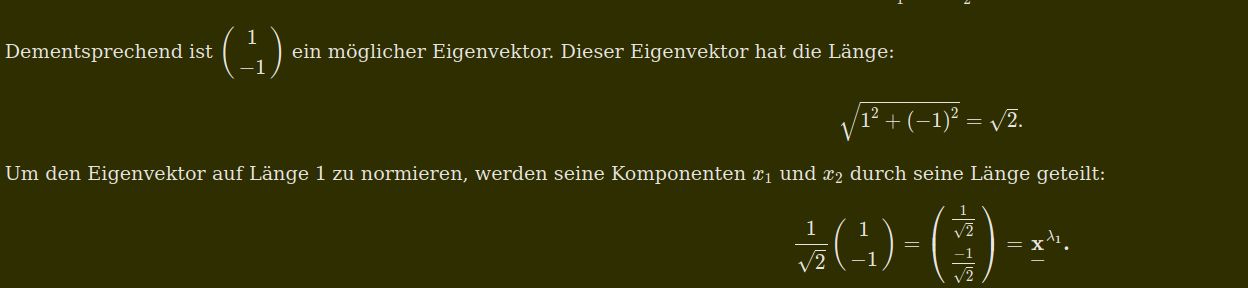 Dementsprechend ist $\begin{pmatrix} 1 \\ -1 \end{pmatrix}$ ein möglicher Eigenvektor. Dieser Eigenvektor hat die Länge:
$\sqrt{1^2 + (-1)^2} = \sqrt{2}.$
Um den Eigenvektor auf Länge 1 zu normieren, werden seine Komponenten $x_1$ und $x_2$ durch seine Länge geteilt:
$\frac{1}{\sqrt{2}} \begin{pmatrix} 1 \\ -1 \end{pmatrix} = \begin{pmatrix} \frac{1}{\sqrt{2}} \\ \frac{-1}{\sqrt{2}} \end{pmatrix} = \underline{\mathbf{x}}^{\lambda_1}.$